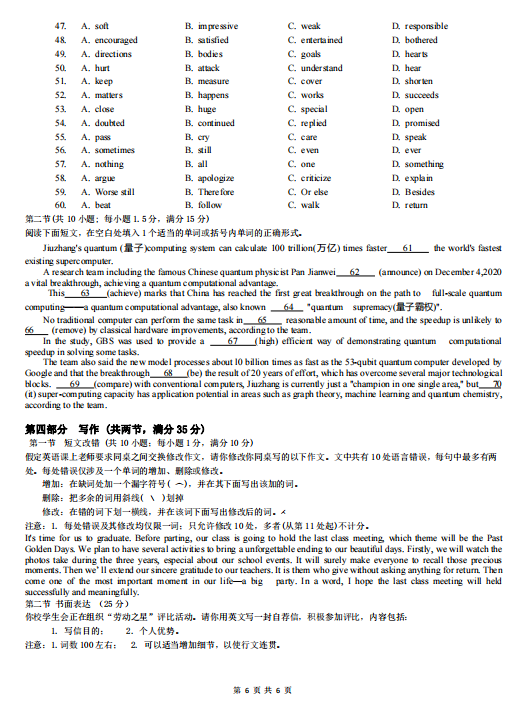 47. A. soft B. impressive C. weak D. responsible
48. A. encouraged B. satisfied C. entertained D. bothered
49. A. directions B. bodies C. goals D. hearts
50. A. hurt B. attack C. understand D. hear
51. A. keep B. measure C. cover D. shorten
52. A. matters B. happens C. works D. succeeds
53. A. close B. huge C. special D. open
54. A. doubted B. continued C. replied D. promised
55. A. pass B. cry C. care D. speak
56. A. sometimes B. still C. even D. ever
57. A. nothing B. all C. one D. something
58. A. argue B. apologize C. criticize D. explain
59. A. Worse still B. Therefore C. Or else D. Besides
60. A. beat B. follow C. walk D. return
第二节(共 10 小题；每小题 1.5 分，满分 15 分)
阅读下面短文，在空白处填入 1 个适当的单词或括号内单词的正确形式。
Jiuzhang's quantum (量子)computing system can calculate 100 trillion(万亿) times faster 61 the world's fastest
existing supercomputer.
A research team including the famous Chinese quantum physicist Pan Jianwei 62 (announce) on December 4,2020
a vital breakthrough, achieving a quantum computing advantage.
This 63 (achieve) marks that China has reached the first great breakthrough on the path to full-scale quantum
computing——a quantum computational advantage, also known 64 "quantum supremacy(量子霸权)".
No traditional computer can perform the same task in 65 reasonable amount of time, and the speedup is unlikely to
66 (remove) by classical hardware improvements, according to the team.
In the study, GBS was used to provide a 67 (high) efficient way of demonstrating quantum computational
speedup in solving some tasks.
The team also said the new model processes about 10 billion times as fast as the 53-qubit quantum computer developed by
Google and that the breakthrough 68 (be) the result of 20 years of effort, which has overcome several major technological
blocks. 69 (compare) with conventional computers, Jiuzhang is currently just a "champion in one single area," but 70
(it) super-computing capacity has application potential in areas such as graph theory, machine learning and quantum chemistry,
according to the team.
第四部分 写作 (共两节，满分 35 分)
第一节 短文改错 (共 10 小题；每小题 1 分，满分 10 分)
假定英语课上老师要求同桌之间交换修改作文，请你修改你同桌写的以下作文。文中共有 10 处语言错误，每句中最多有两
处。每处错误仅涉及一个单词的增加、删除或修改。
增加：在缺词处加一个漏字符号( ︿ )，并在其下面写出该加的词。
删除：把多余的词用斜线( \ )划掉
修改：在错的词下划一横线，并在该词下面写出修改后的词。
注意：1. 每处错误及其修改均仅限一词；只允许修改 10 处，多者(从第 11 处起)不计分。
It's time for us to graduate. Before parting, our class is going to hold the last class meeting, which theme will be the Past
Golden Days. We plan to have several activities to bring a unforgettable ending to our beautiful days. Firstly, we will watch the
photos take during the three years, especial about our school events. It will surely make everyone to recall those precious
moments. Then we' ll extend our sincere gratitude to our teachers. It is them who give without asking anything for return. Then
come one of the most important moment in our life—a big party. In a word, I hope the last class meeting will held
successfully and meaningfully.
第二节 书面表达 （25 分）
你校学生会正在组织“劳动之星”评比活动。请你用英文写一封自荐信，积极参加评比，内容包括：
1. 写信目的； 2. 个人优势。
注意：1. 词数 100 左右； 2. 可以适当增加细节，以使行文连贯。
第 6 页 共 6 页